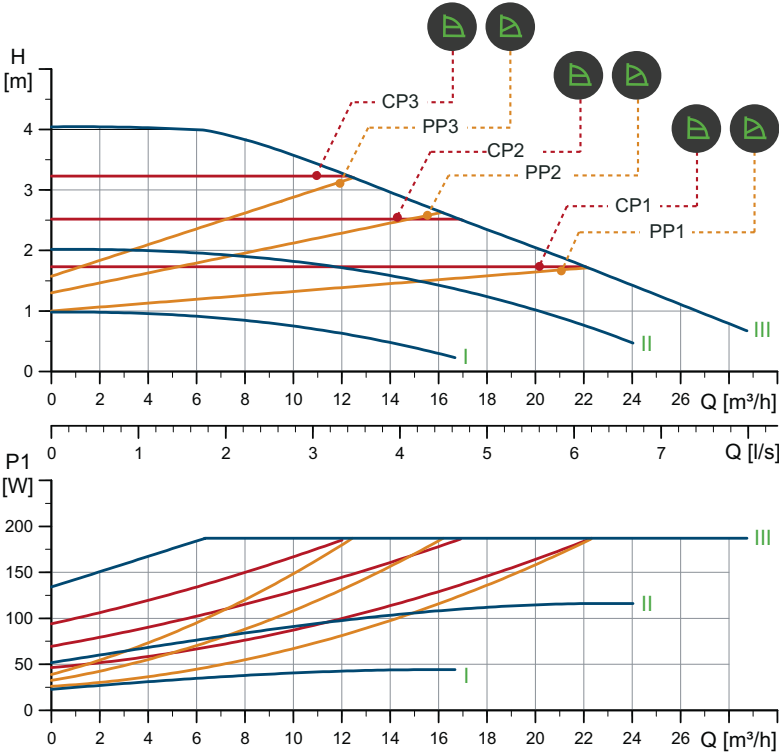 H
[m]
CP3
PP3
4
CP2
PP2
3
CP1
PP1
2
1
III
II
I
0
0 2 4 6 8 10 12 14 16 18 20 22 24 26 Q [m³/h]
0 1 2 3 4 5 6 7 Q [l/s]
P1
[W]
200
III
150
II
100
50
I
0
0 2 4 6 8 10 12 14 16 18 20 22 24 26 Q [m³/h]